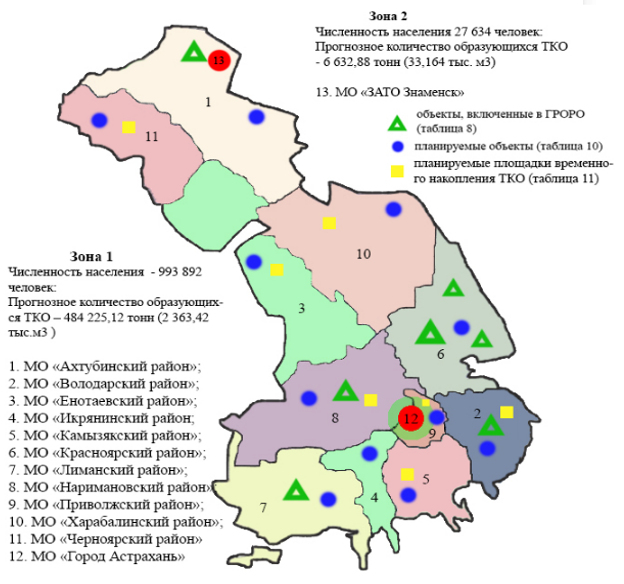 Зона 2
Численность населения 27 634 человек:
Прогнозное количество образующихся ТКО
- 6 632,88 тонн (33,164 тыс. м3)
13. МО «ЗАТО Знаменск»
объекты, включенные в ГРОРО
(таблица 8)
планируемые объекты (таблица 10)
планируемые площадки временно-
го накопления ТКО (таблица 11)
13
1
11
10
3
6
8
12
9
2
5
4
7
Зона 1
Численность населения - 993 892
человек:
Прогнозное количество образующих-
ся ТКО – 484 225,12 тонн (2 363,42
тыс.м3 )
1. МО «Ахтубинский район»;
2. МО «Володарский район»;
3. МО «Енотаевский район»;
4. МО «Икрянинский район;
5. МО «Камызякский район»;
6. МО «Красноярский район»;
7. МО «Лиманский район»;
8. МО «Наримановский район»
9. МО «Приволжский район»;
10. МО «Харабалинский район»;
11. МО «Черноярский район»
12. МО «Город Астрахань»